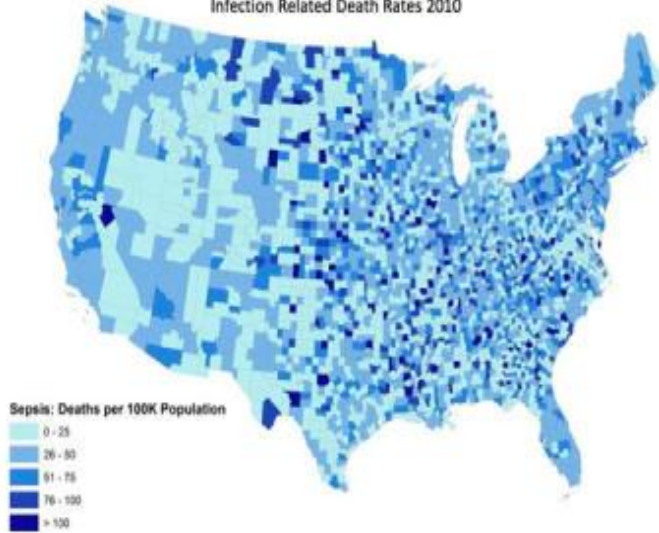 Infection Related Death Rates 2010
Sepsis: Deaths per 100K Population
0 - 25
26 - 50
51 - 75
76 - 100
> 100